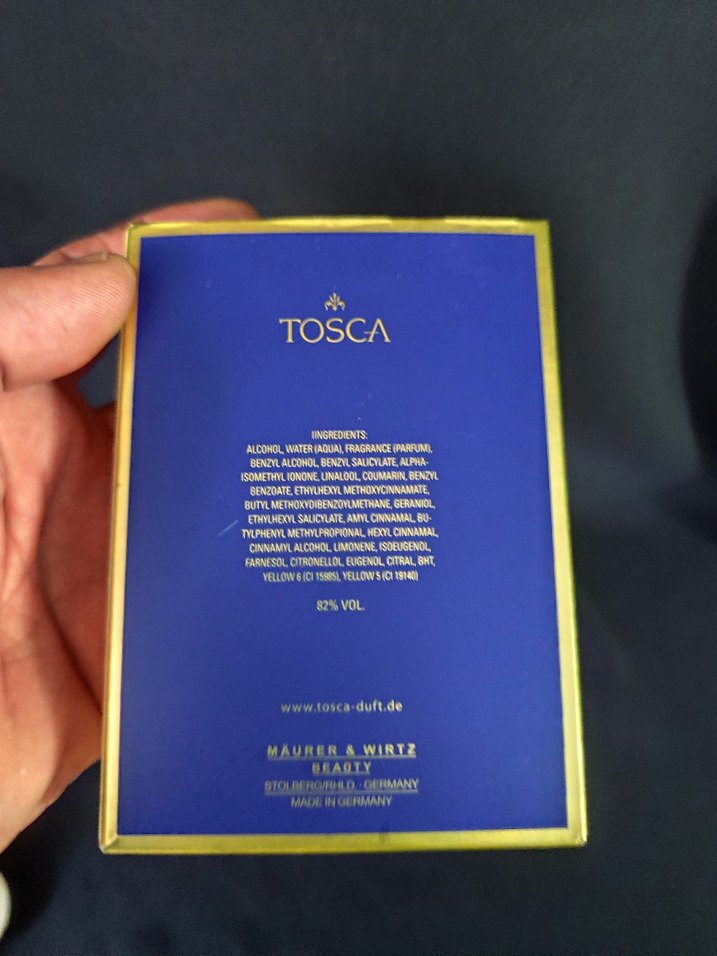 TOSCA
IINGREDIENTS:
ALCOHOL, WATER (AQUA), FRAGRANCE (PARFUM),
BENZYL ALCOHOL, BENZYL SALICYLATE, ALPHA-
ISOMETHYL IONONE, LINALOOL, COUMARIN, BENZYL
BENZOATE, ETHYLHEXYL METHOXYCINNAMATE,
BUTYL METHOXYDIBENZOYLMETHANE, GERANIOL,
ETHYLHEXYL SALICYLATE, AMYL CINNAMAL, BU-
TYLPHENYL METHYLPROPIONAL, HEXYL CINNAMAL,
CINNAMYL ALCOHOL, LIMONENE, ISOEUGENOL,
FARNESOL, CITRONELLOL, EUGENOL, CITRAL, BHT,
YELLOW 6 (CI 15985), YELLOW 5 (CI 19140)
82% VOL.
www.tosca-duft.de
MÄURER & WIRTZ
BEAUTY
STOLBERG/RHLD. · GERMANY
MADE IN GERMANY